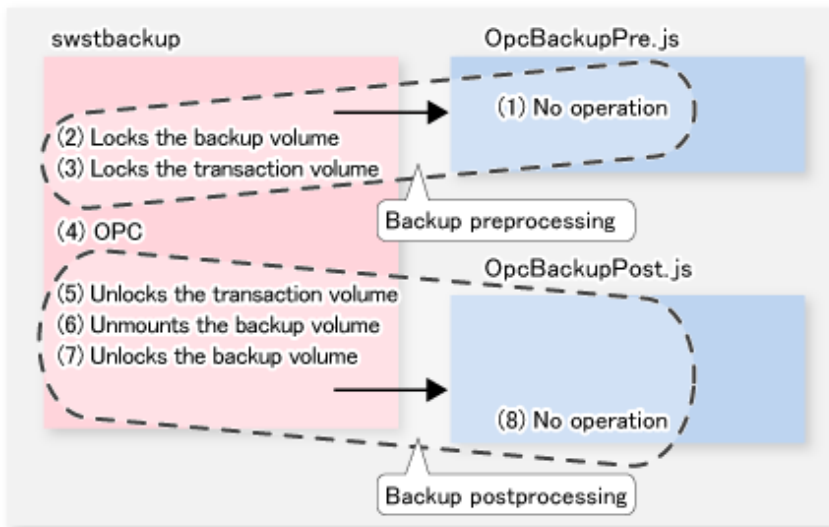 swstbackup
OpcBackupPre.js
(1) No operation
(2) Locks the backup volume
(3) Locks the transaction volume
Backup preprocessing
(4) OPC
OpcBackupPost.js
(5) Unlocks the transaction volume
(6) Unmounts the backup volume
(7) Unlocks the backup volume
(8) No operation
Backup postprocessing